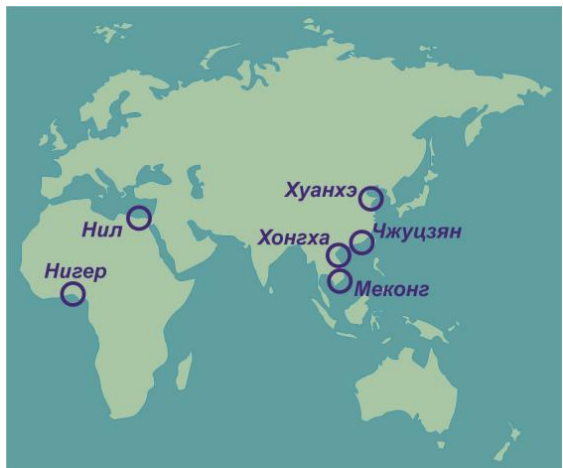 Хуанхэ
Чжуцзян
Нил
Хонгха
Нигер
Меконг